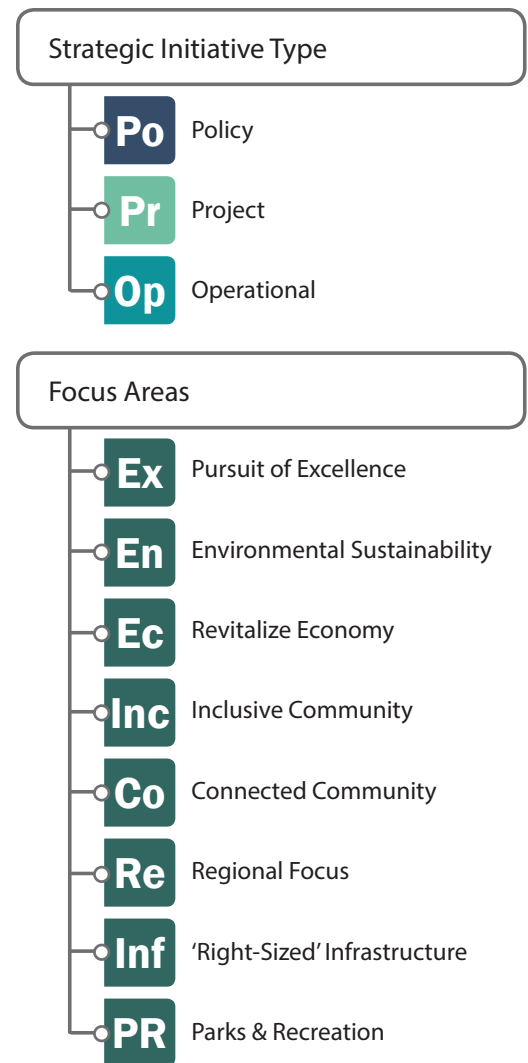 Strategic Initiative Type
Po Policy
Pr Project
Op Operational
Focus Areas
Ex Pursuit of Excellence
En Environmental Sustainability
Ec Revitalize Economy
Inc Inclusive Community
Co Connected Community
Re Regional Focus
Inf ‘Right-Sized’ Infrastructure
PR Parks & Recreation